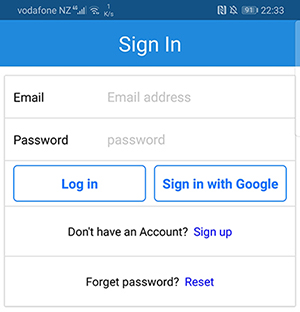 vodafone NZ 4G 1 K/s 91 22:33
Sign In
Email Email address
Password password
Log in Sign in with Google
Don't have an Account? Sign up
Forget password? Reset